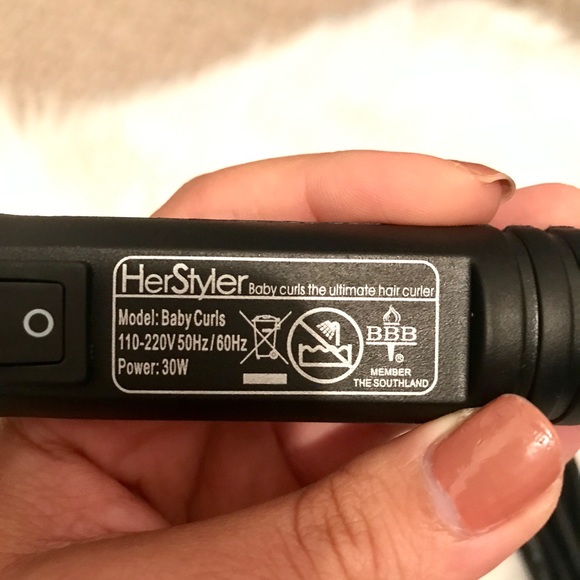 HerStyler Baby curls the ultimate hair curler
Model: Baby Curls
110-220V 50Hz/60Hz
Power: 30W
BBB
®
MEMBER
THE SOUTHLAND
O